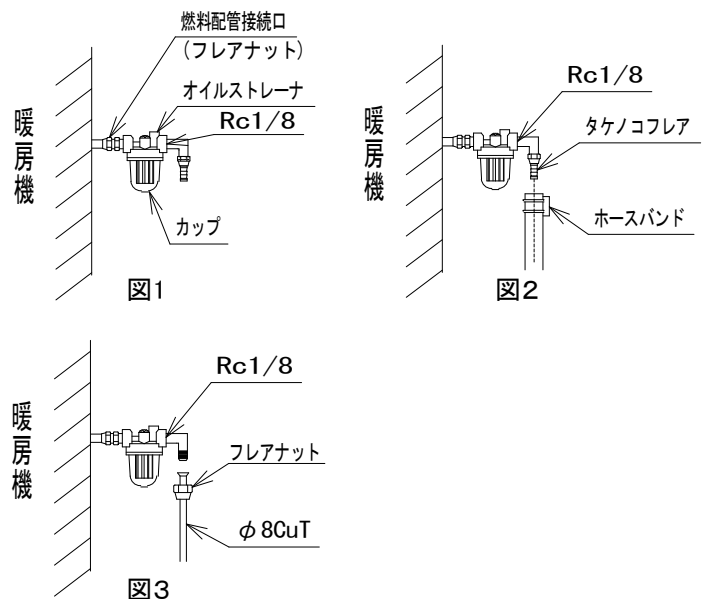 燃料配管接続口
(フレアナット)
オイルストレーナ
Rc1/8
暖房機
カップ
図1
Rc1/8
タケノコフレア
暖房機
ホースバンド
図2
Rc1/8
暖房機
フレアナット
φ8CuT
図3